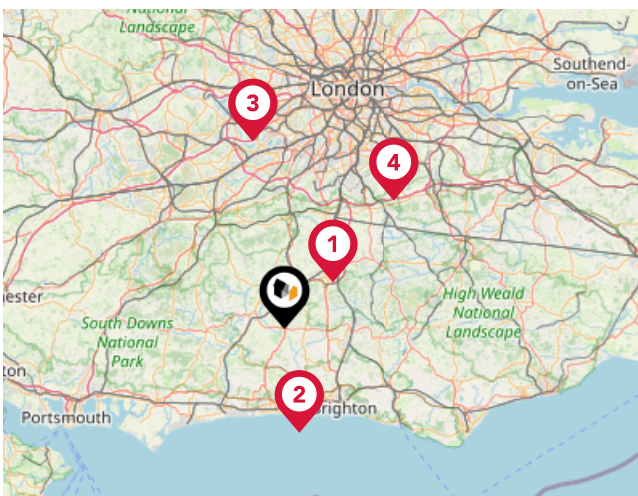 National
Landscape
London
Southend-
on-Sea
3
4
1
High Weald
National
Landscape
South Downs
National
Park
2
Brighton
Portsmouth